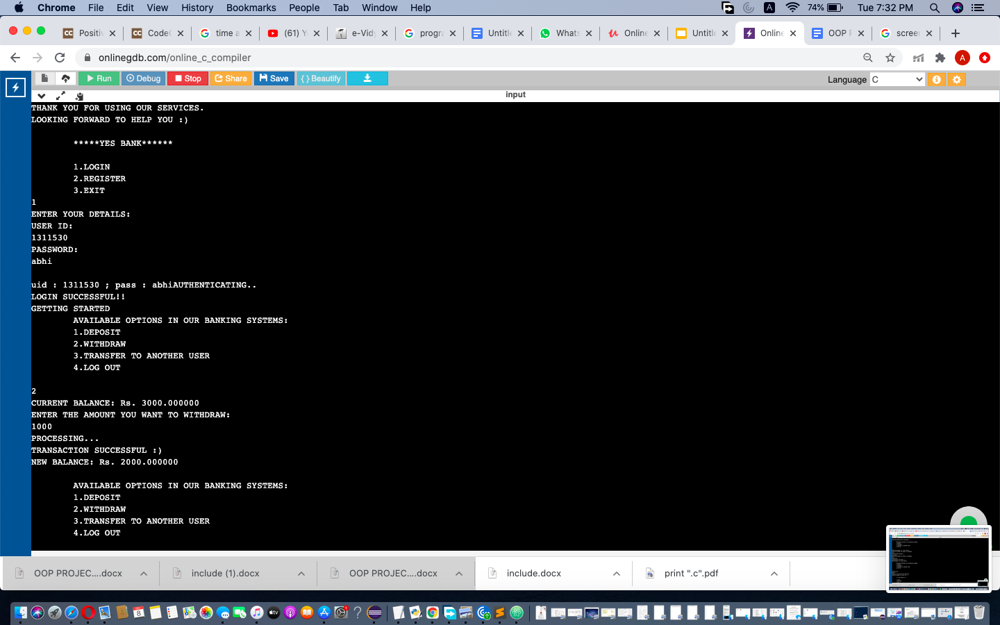 Chrome File Edit View History Bookmarks People Tab Window Help
A 74% Tue 7:32 PM
Positiv CodeC time a (61) Y e-Vidy progra Untitle Whats Online Untitle Online OOP P screen
onlinegdb.com/online_c_compiler
A
Run Debug Stop Share Save { } Beautify Language C
input
THANK YOU FOR USING OUR SERVICES.
LOOKING FORWARD TO HELP YOU :)
*****YES BANK******
1.LOGIN
2.REGISTER
3.EXIT
1
ENTER YOUR DETAILS:
USER ID:
1311530
PASSWORD:
abhi
uid : 1311530 ; pass : abhiAUTHENTICATING..
LOGIN SUCCESSFUL!!
GETTING STARTED
AVAILABLE OPTIONS IN OUR BANKING SYSTEMS:
1.DEPOSIT
2.WITHDRAW
3.TRANSFER TO ANOTHER USER
4.LOG OUT
2
CURRENT BALANCE: Rs. 3000.000000
ENTER THE AMOUNT YOU WANT TO WITHDRAW:
1000
PROCESSING...
TRANSACTION SUCCESSFUL :)
NEW BALANCE: Rs. 2000.000000
AVAILABLE OPTIONS IN OUR BANKING SYSTEMS:
1.DEPOSIT
2.WITHDRAW
3.TRANSFER TO ANOTHER USER
4.LOG OUT
OOP PROJEC....docx include (1).docx OOP PROJEC....docx include.docx print ".c".pdf
8 tv